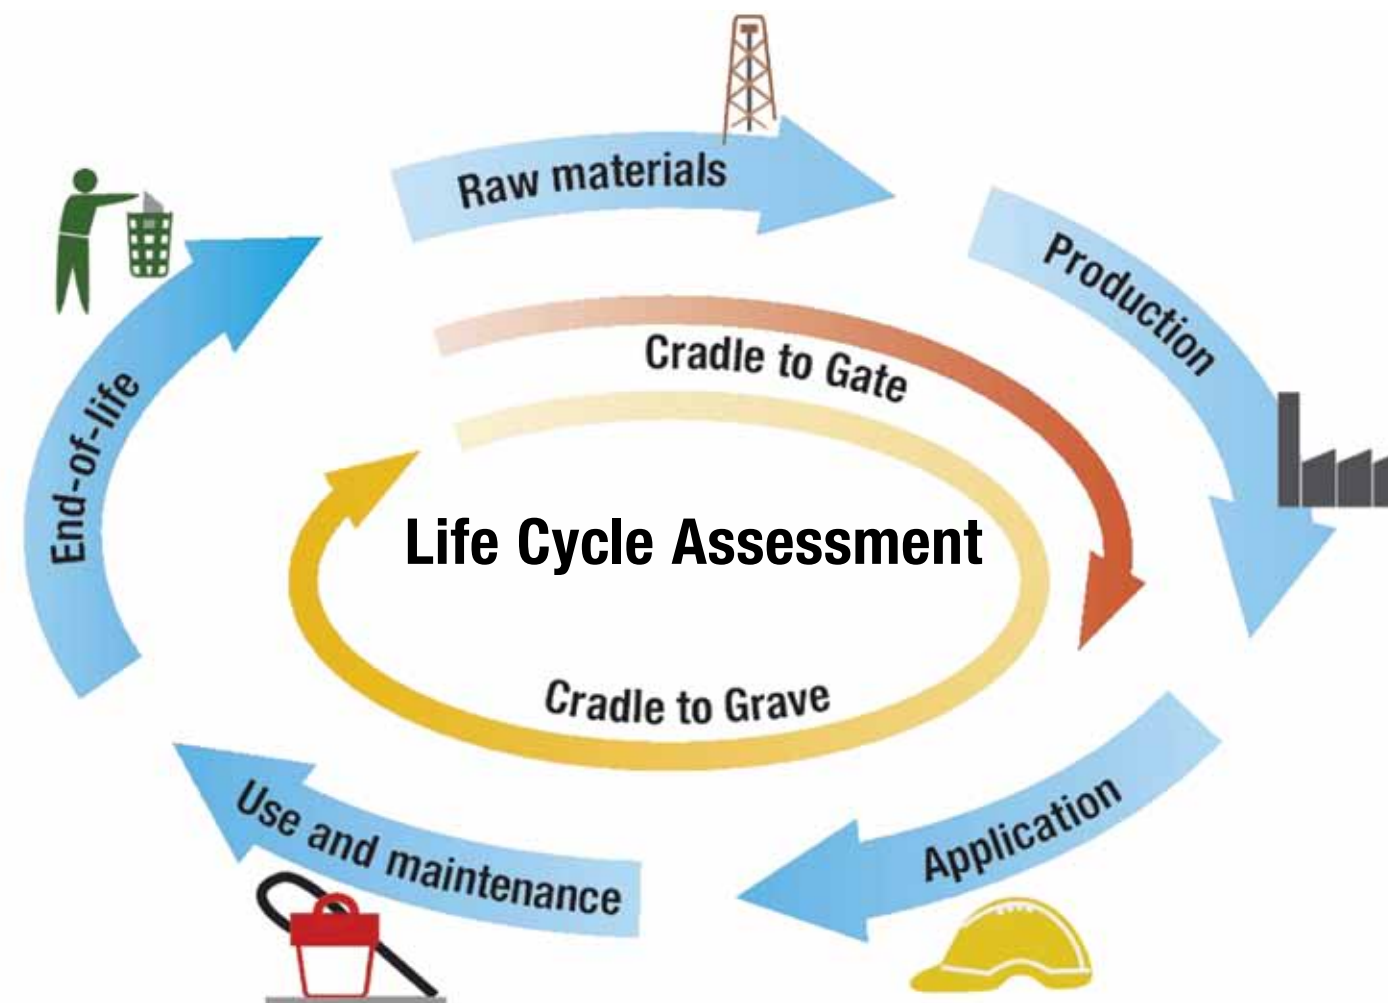 Raw materials
Production
Cradle to Gate
End-of-life
Life Cycle Assessment
Cradle to Grave
Application
Use and maintenance